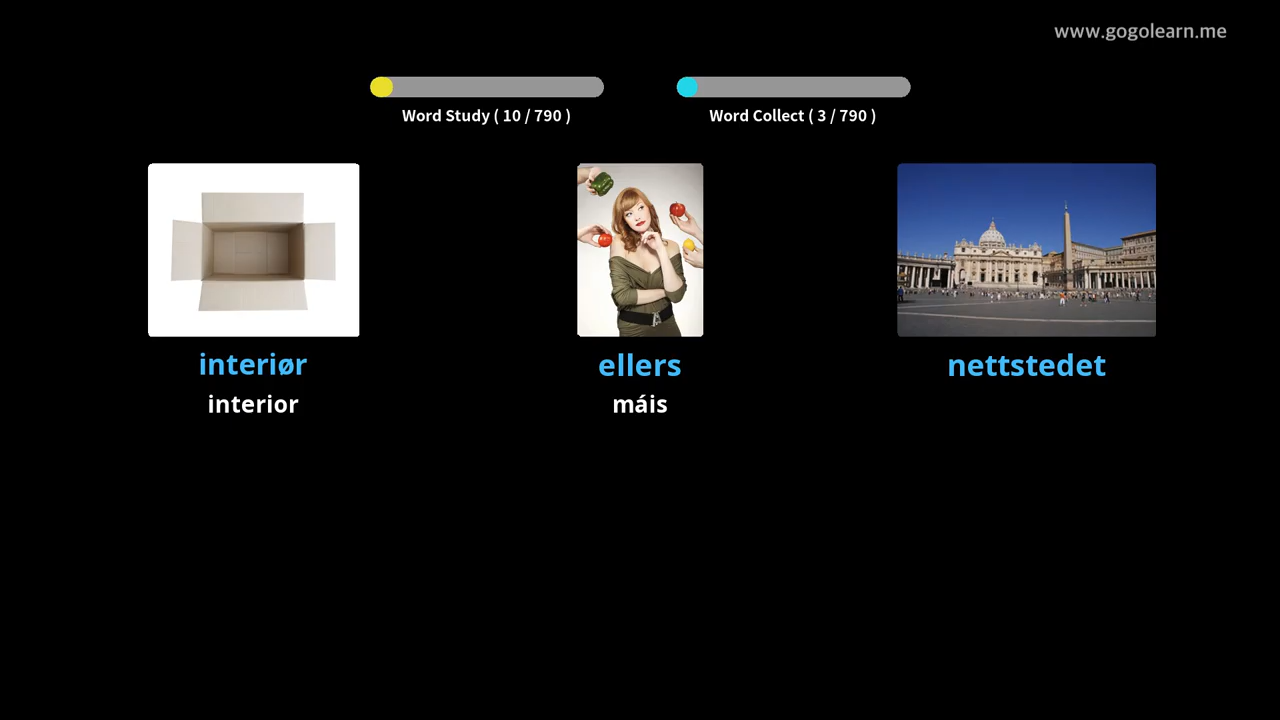 www.gogolearn.me
Word Study ( 10 / 790 )
Word Collect ( 3 / 790 )
interiør
ellers
nettstedet
interior
máis